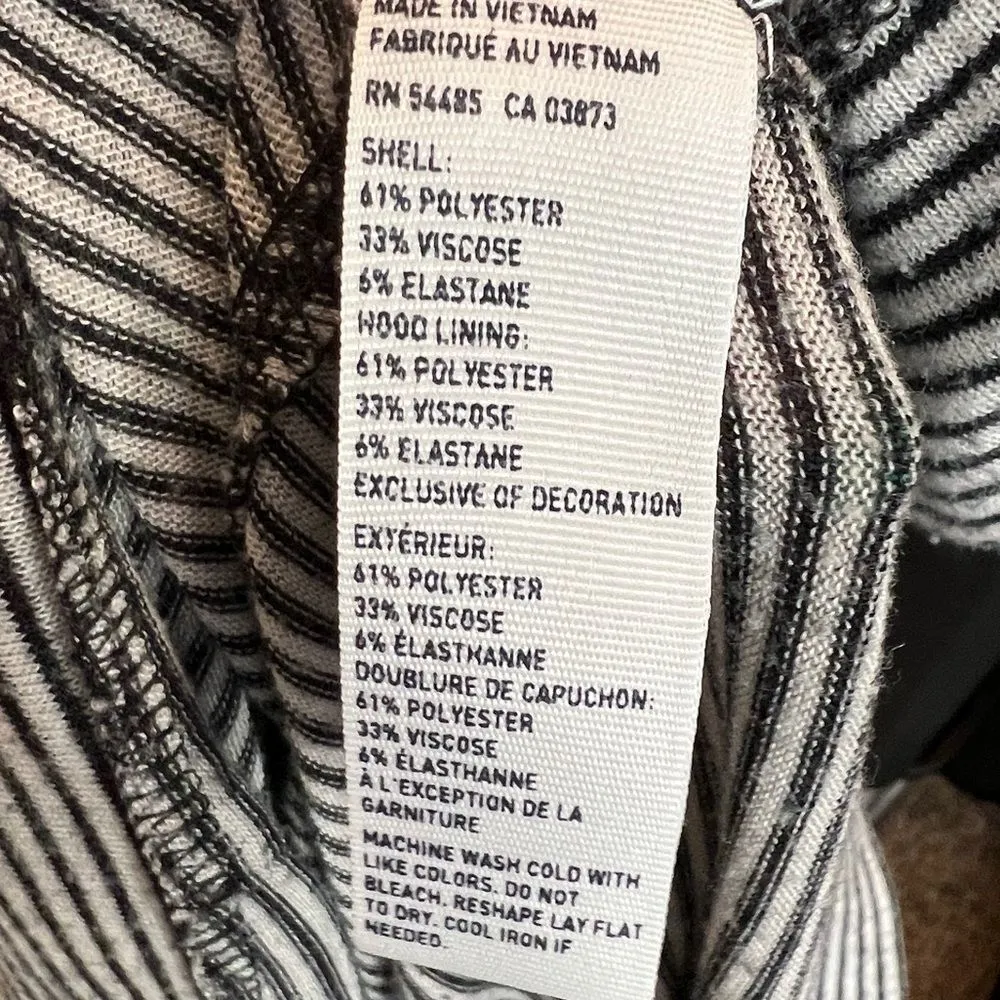 MADE IN VIETNAM
FABRIQUÉ AU VIETNAM
RN 54485 CA 03873
SHELL:
61% POLYESTER
33% VISCOSE
6% ELASTANE
HOOD LINING:
61% POLYESTER
33% VISCOSE
6% ELASTANE
EXCLUSIVE OF DECORATION
EXTÉRIEUR:
61% POLYESTER
33% VISCOSE
6% ÉLASTHANNE
DOUBLURE DE CAPUCHON:
61% POLYESTER
33% VISCOSE
6% ÉLASTHANNE
À L'EXCEPTION DE LA
GARNITURE
MACHINE WASH COLD WITH
LIKE COLORS. DO NOT
BLEACH. RESHAPE LAY FLAT
TO DRY. COOL IRON IF
NEEDED.